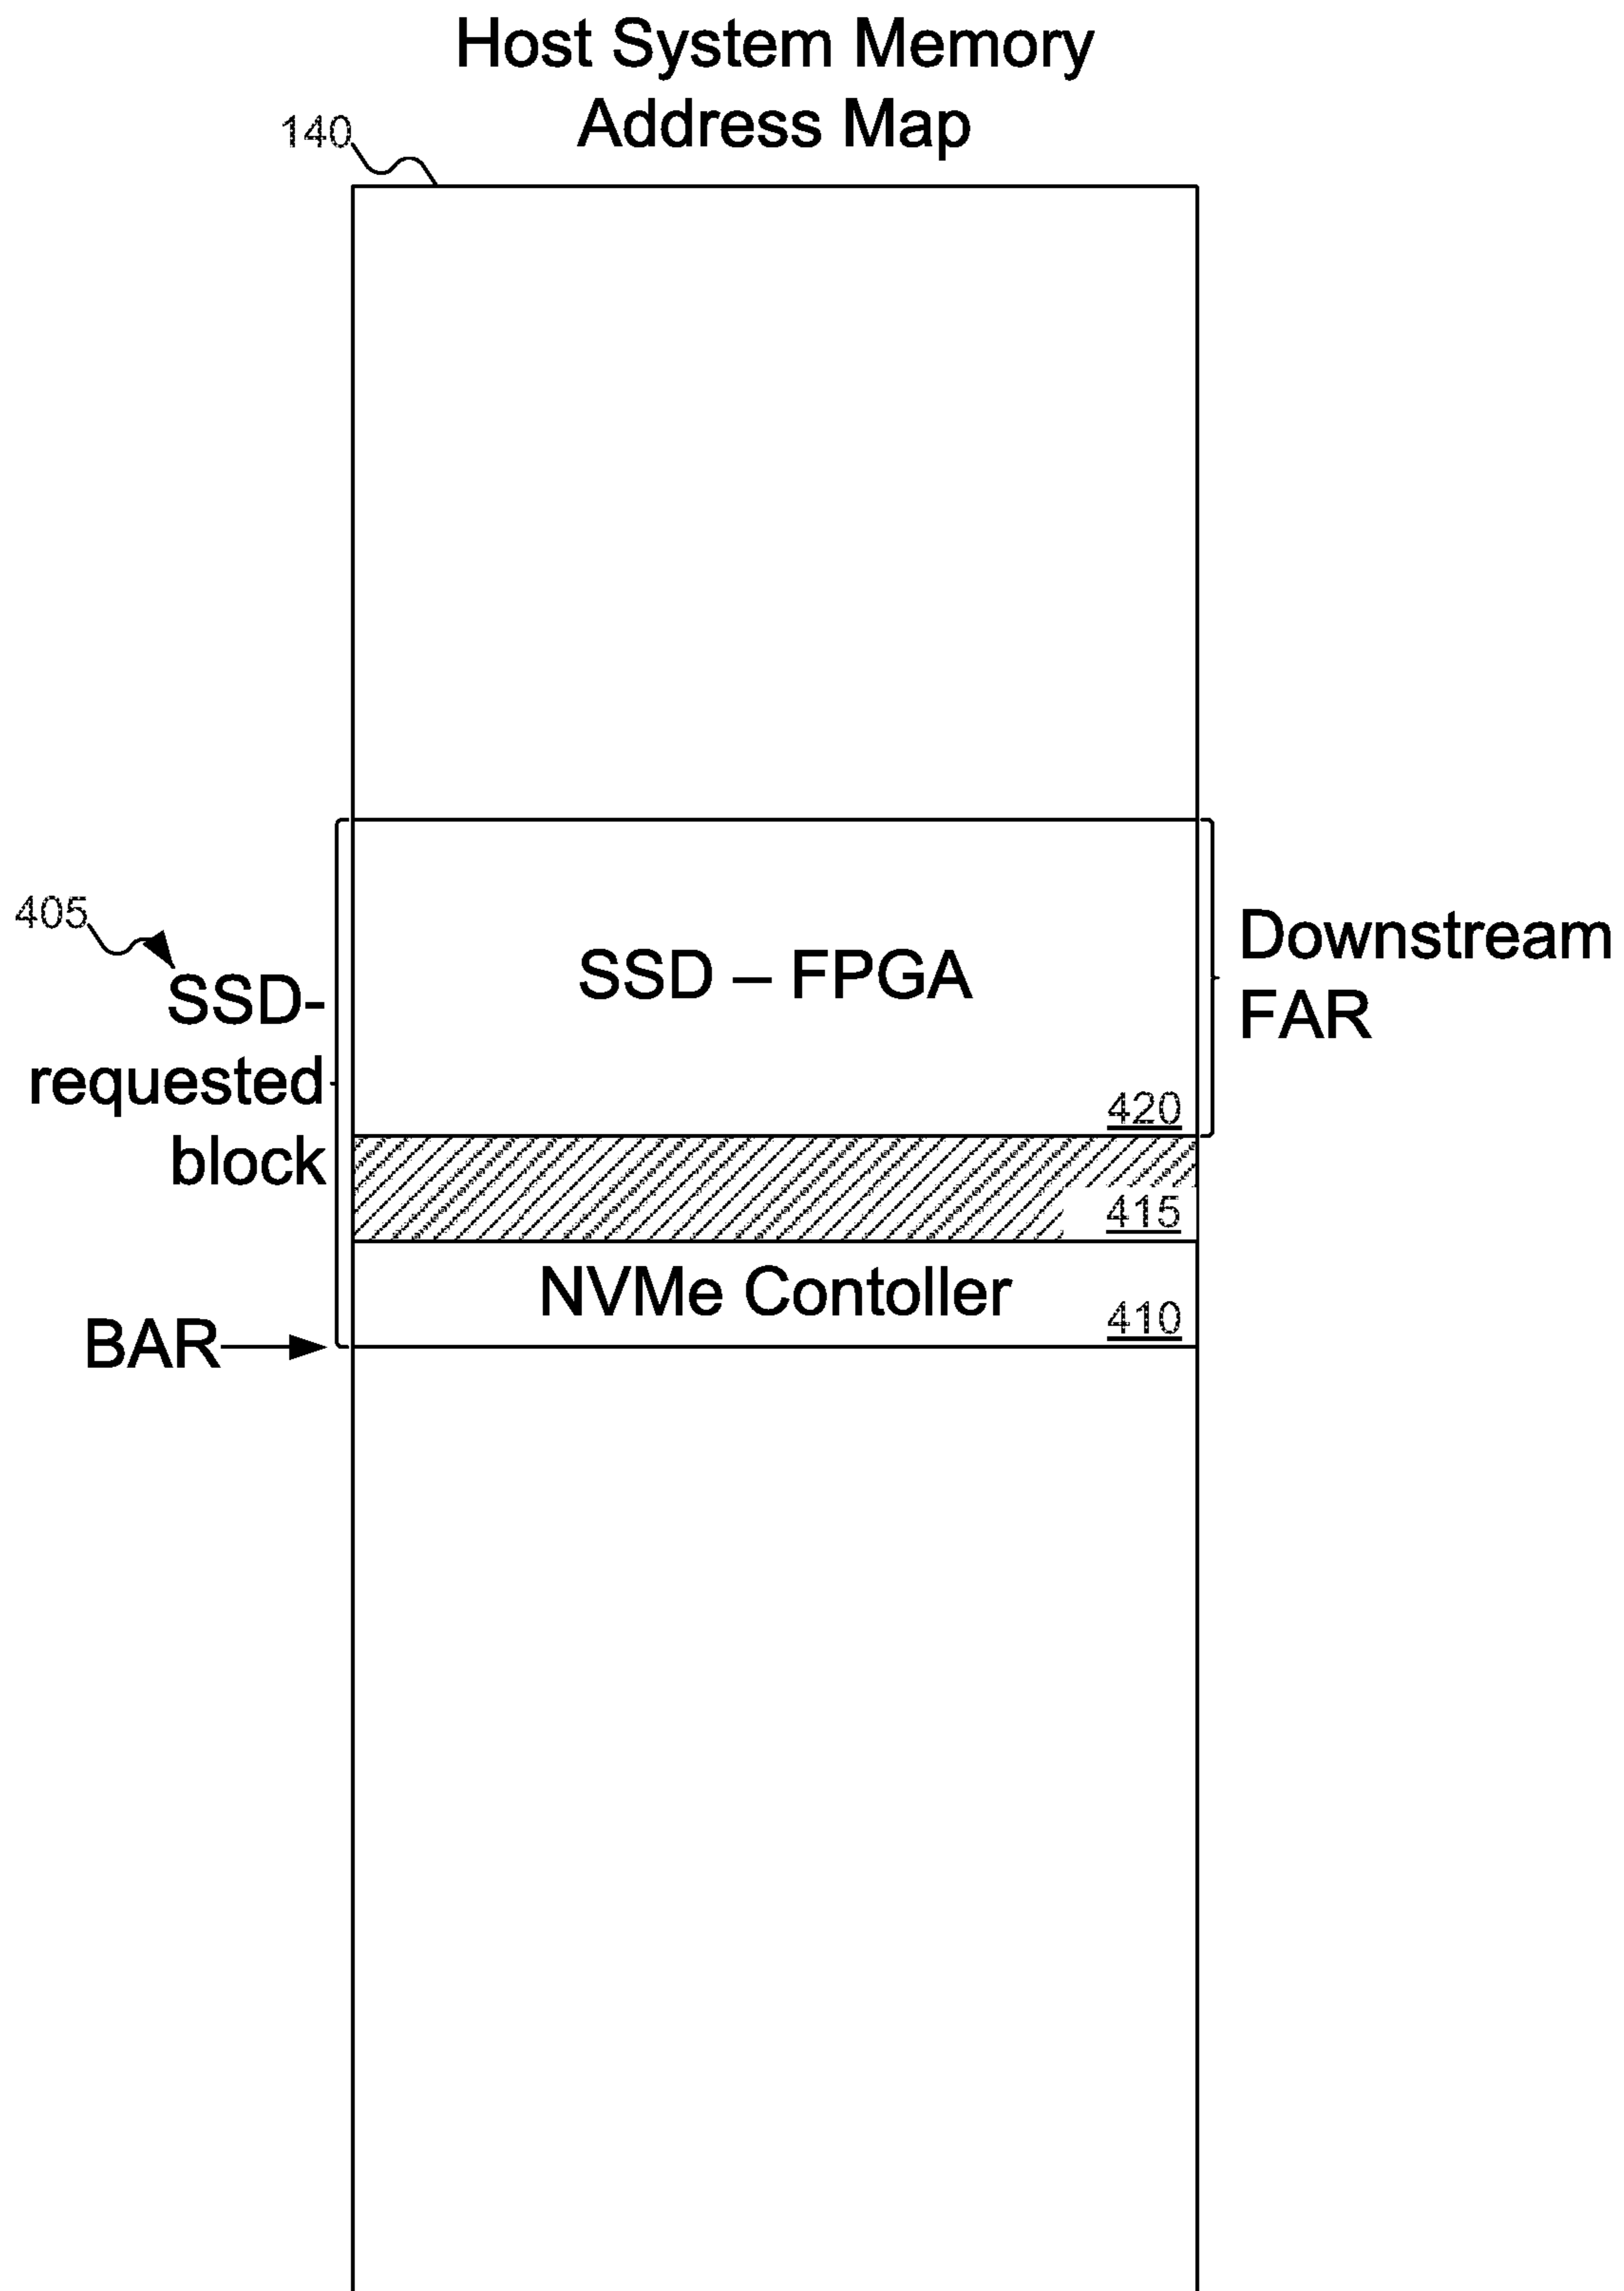 Host System Memory
Address Map
140
405
SSD-
requested
block
SSD – FPGA
420
Downstream
FAR
415
NVMe Contoller
410
BAR